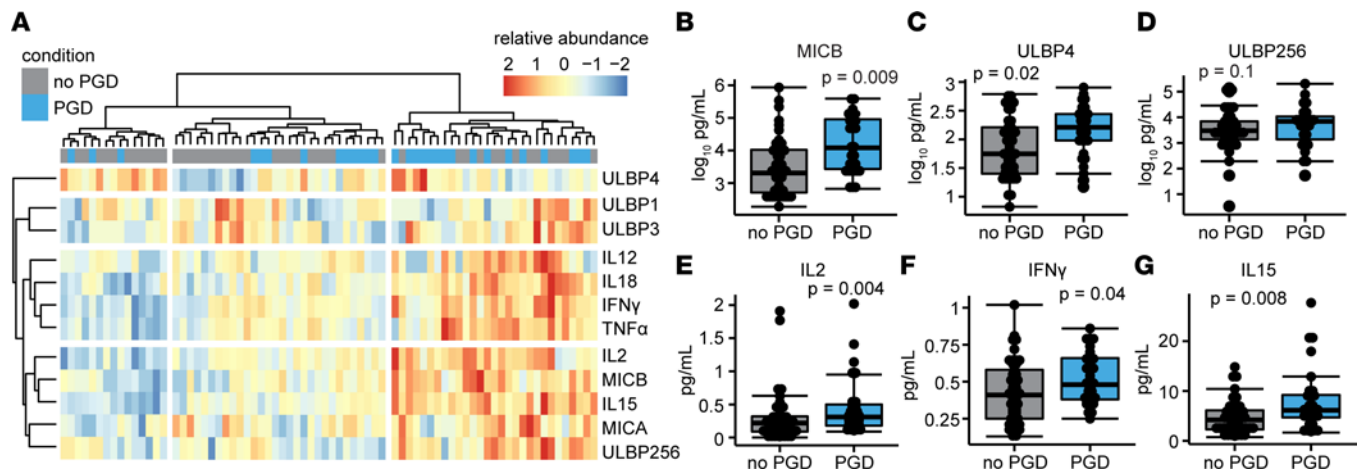 A
condition
no PGD
PGD
relative abundance
2 1 0 −1 −2
ULBP4
ULBP1
ULBP3
IL12
IL18
IFNγ
TNFα
IL2
MICB
IL15
MICA
ULBP256
B
MICB
p = 0.009
log10 pg/mL
6
5
4
3
no PGD PGD
C
ULBP4
p = 0.02
log10 pg/mL
3.0
2.5
2.0
1.5
1
no PGD PGD
D
ULBP256
p = 0.1
log10 pg/mL
5
4
3
2
1
no PGD PGD
E
IL2
p = 0.004
pg/mL
2
1.5
1
0.5
0
no PGD PGD
F
IFNγ
p = 0.04
pg/mL
1
0.75
0.5
0.25
no PGD PGD
G
IL15
p = 0.008
pg/mL
20
10
0
no PGD PGD